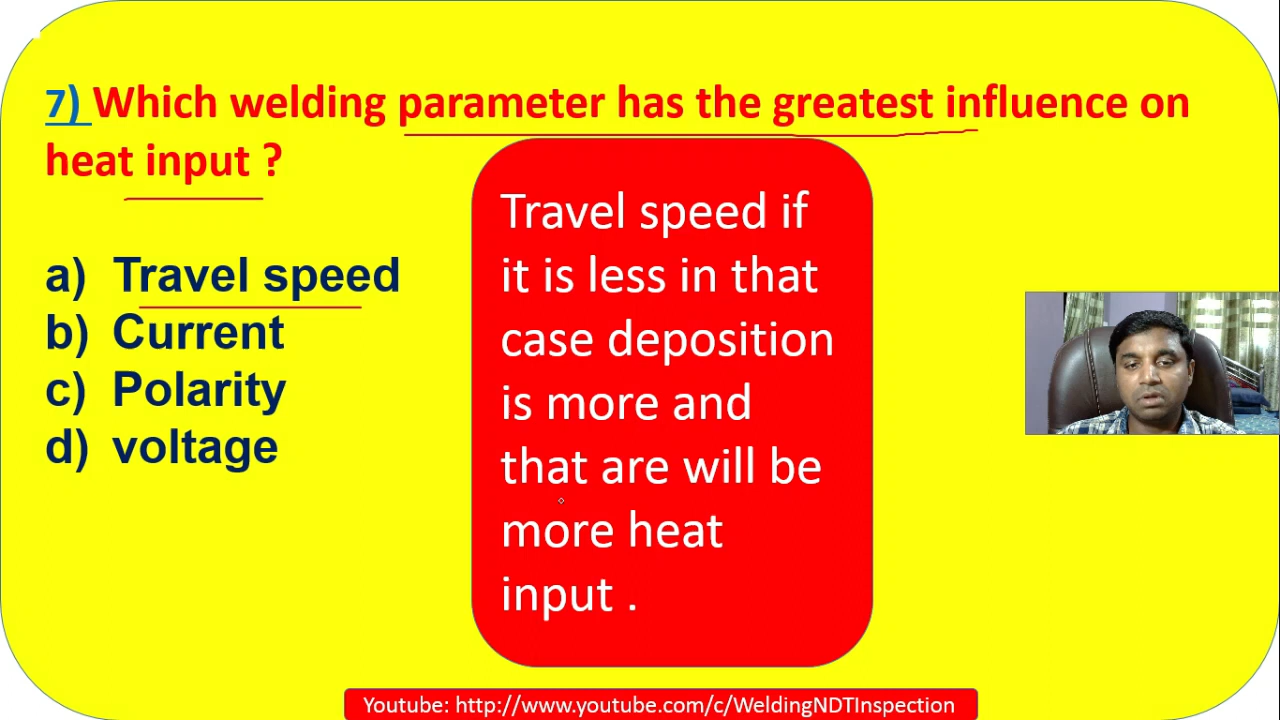 7) Which welding parameter has the greatest influence on
heat input ?
a) Travel speed
b) Current
c) Polarity
d) voltage
Travel speed if
it is less in that
case deposition
is more and
that are will be
more heat
input .
Youtube: http://www.youtube.com/c/WeldingNDTInspection